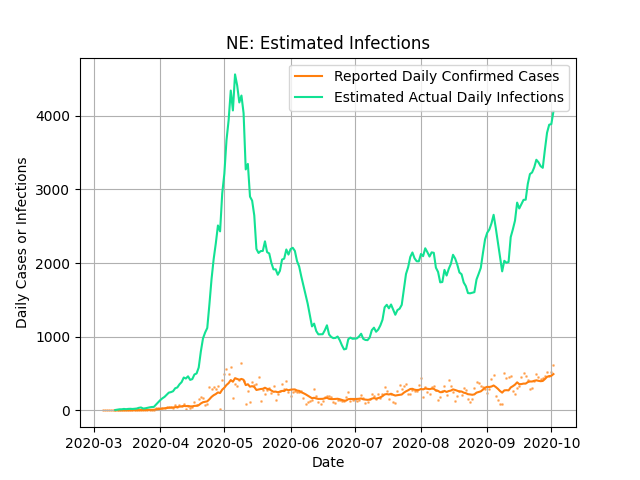 NE: Estimated Infections
Reported Daily Confirmed Cases
Estimated Actual Daily Infections
Daily Cases or Infections
4000
3000
2000
1000
0
2020-03 2020-04 2020-05 2020-06 2020-07 2020-08 2020-09 2020-10
Date